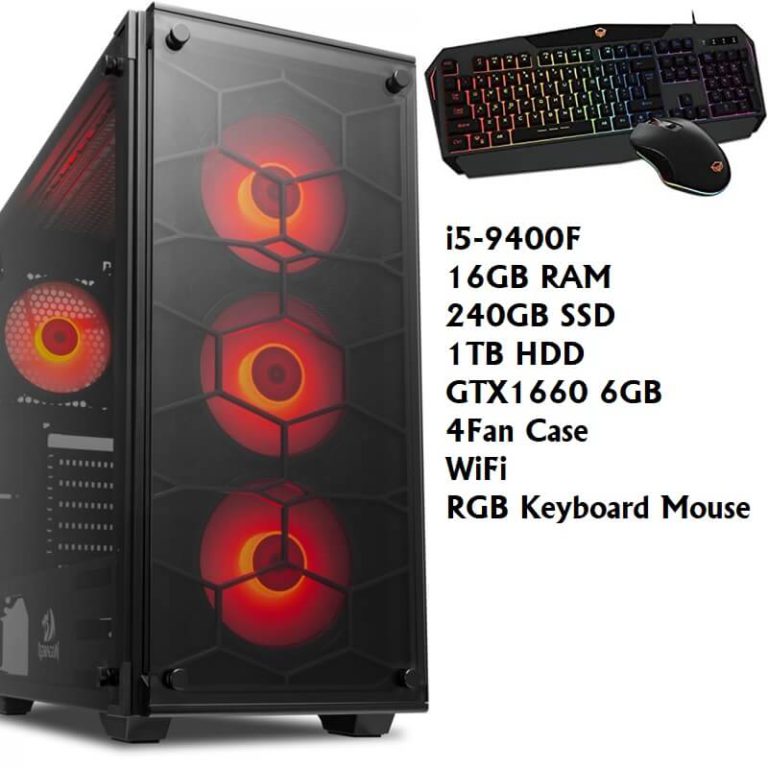 i5-9400F
16GB RAM
240GB SSD
1TB HDD
GTX1660 6GB
4Fan Case
WiFi
RGB Keyboard Mouse